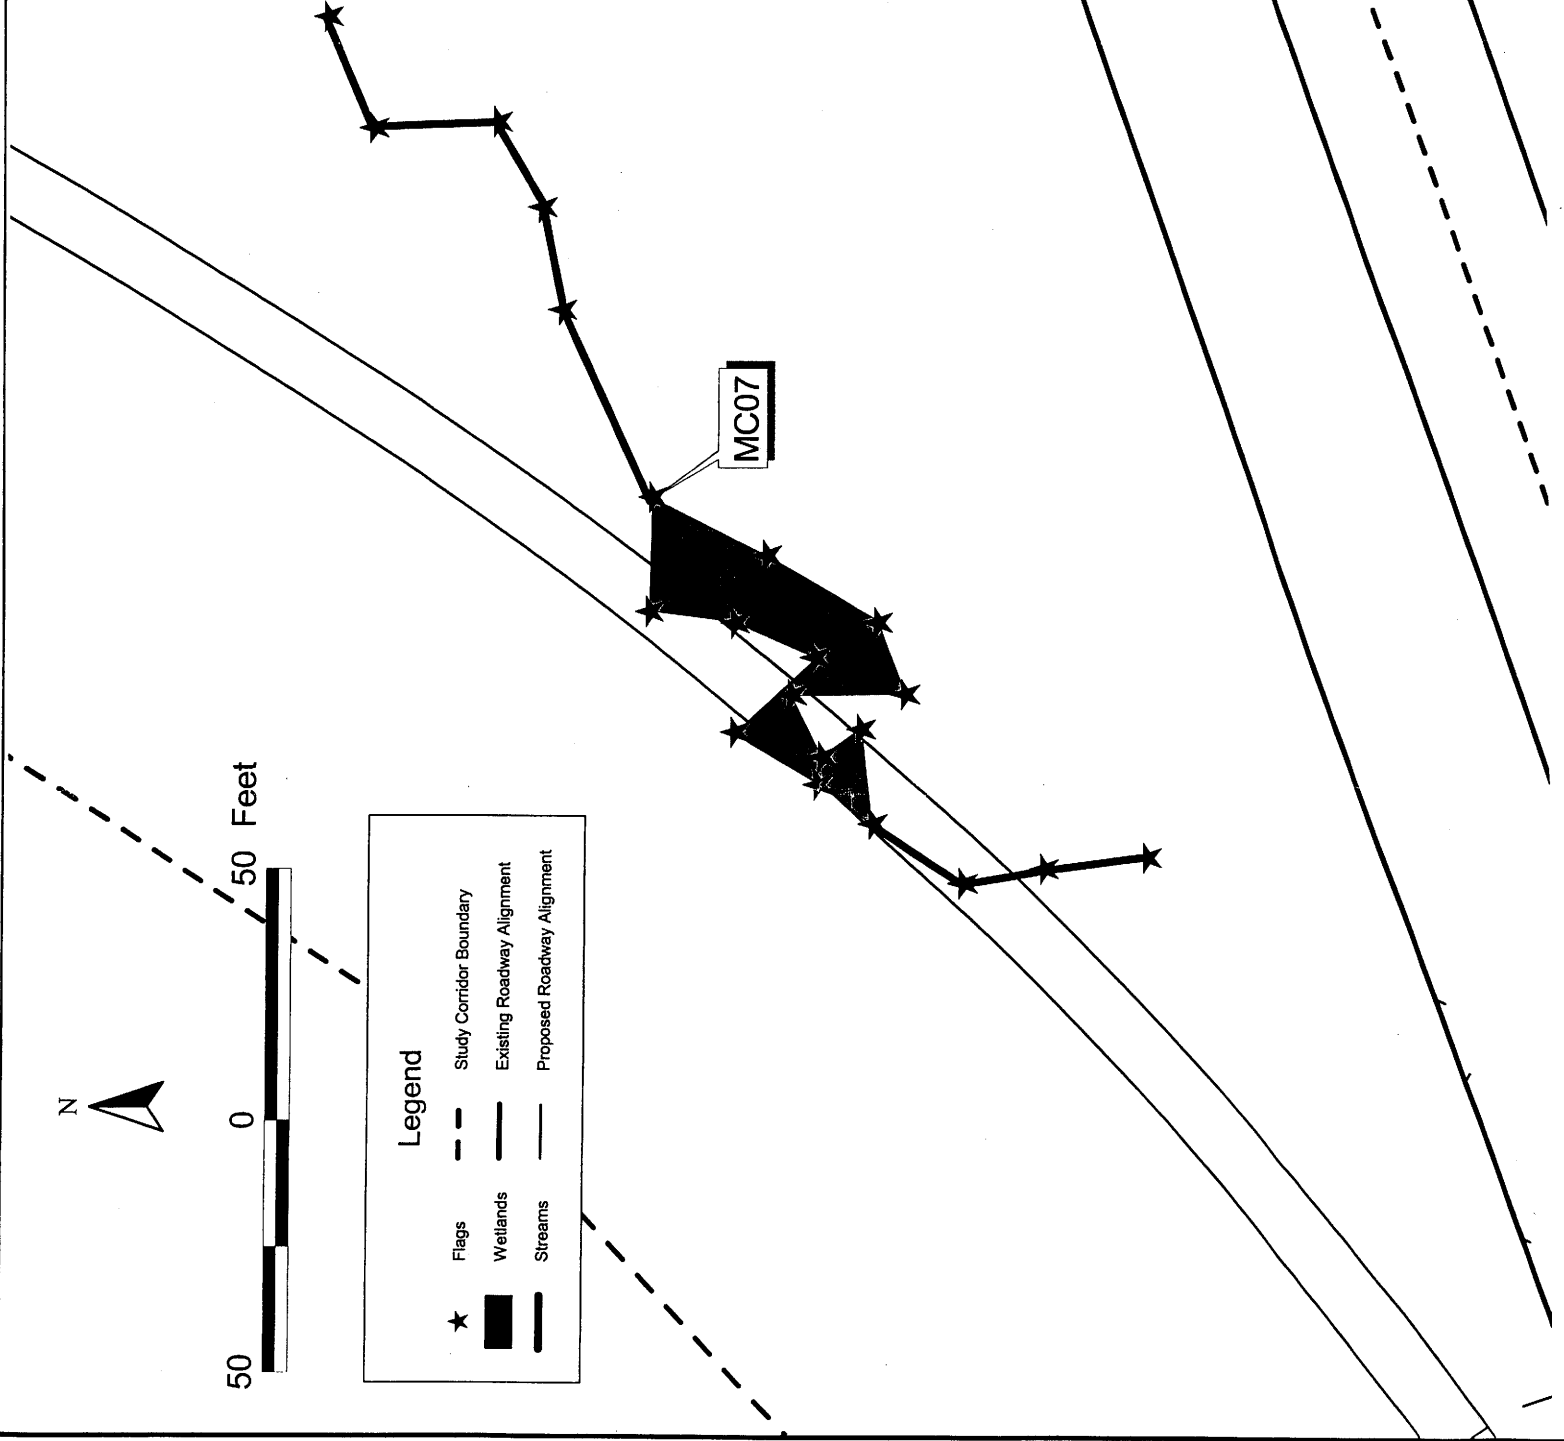 N
50 0 50 Feet
Legend
Flags
Study Corridor Boundary
Wetlands
Existing Roadway Alignment
Streams
Proposed Roadway Alignment
MC07